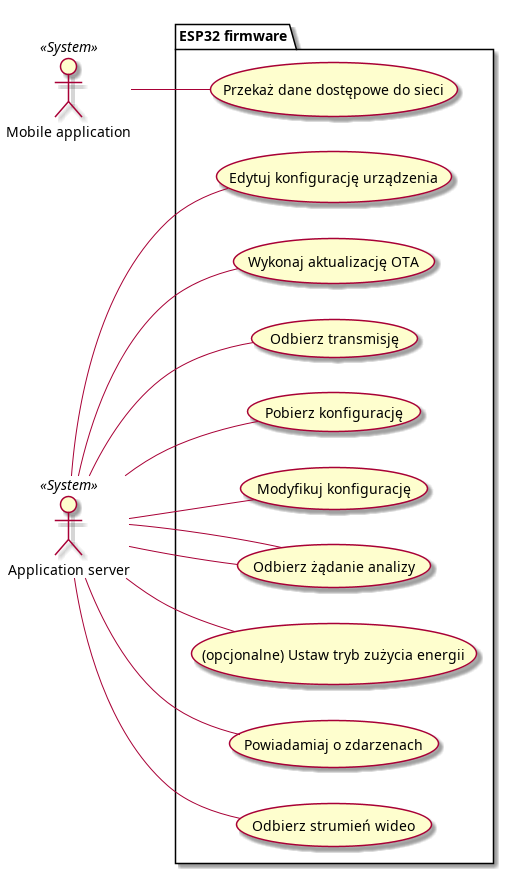 ESP32 firmware
«System»
Mobile application
Przekaż dane dostępowe do sieci
Edytuj konfigurację urządzenia
Wykonaj aktualizację OTA
Odbierz transmisję
Pobierz konfigurację
«System»
Application server
Modyfikuj konfigurację
Odbierz żądanie analizy
(opcjonalne) Ustaw tryb zużycia energii
Powiadamiaj o zdarzenach
Odbierz strumień wideo